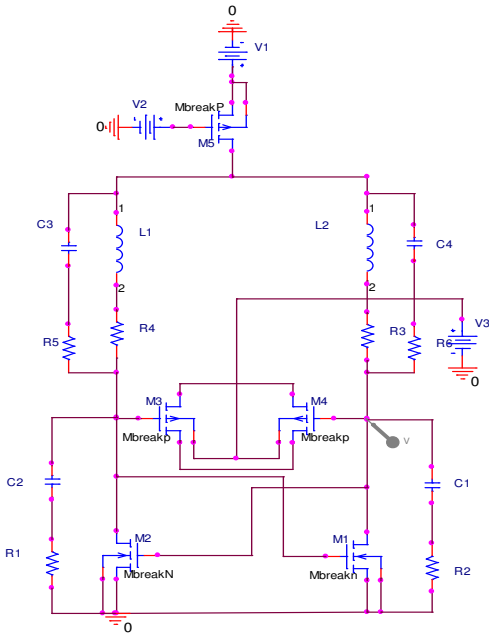 0
V1
V2
MbreakP
0
M5
1
1
C3
L1
L2
C4
2
2
R5
R4
R3
R6
V3
0
M3
M4
Mbreakp
Mbreakp
V
C2
C1
M2
M1
R1
MbreakN
Mbreakn
R2
0